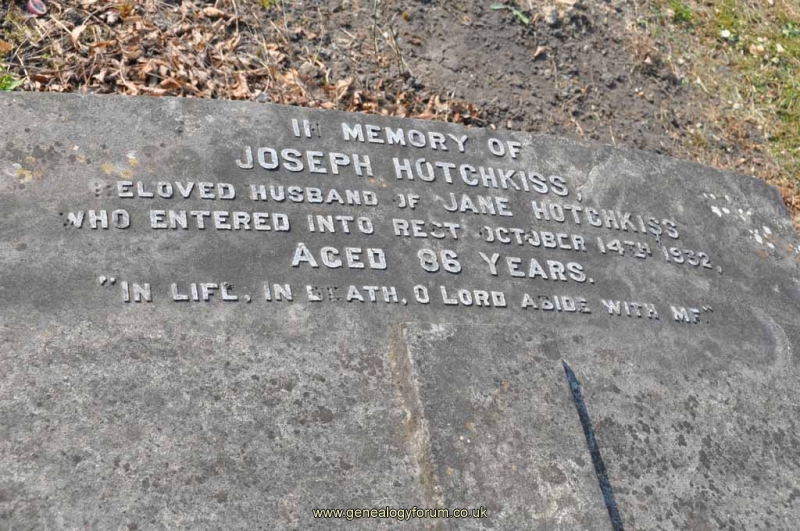 IN MEMORY OF
JOSEPH HOTCHKISS,
BELOVED HUSBAND OF JANE HOTCHKISS
WHO ENTERED INTO REST OCTOBER 14TH 1932,
AGED 86 YEARS.
"IN LIFE, IN DEATH, O LORD ABIDE WITH ME."
www.genealogyforum.co.uk